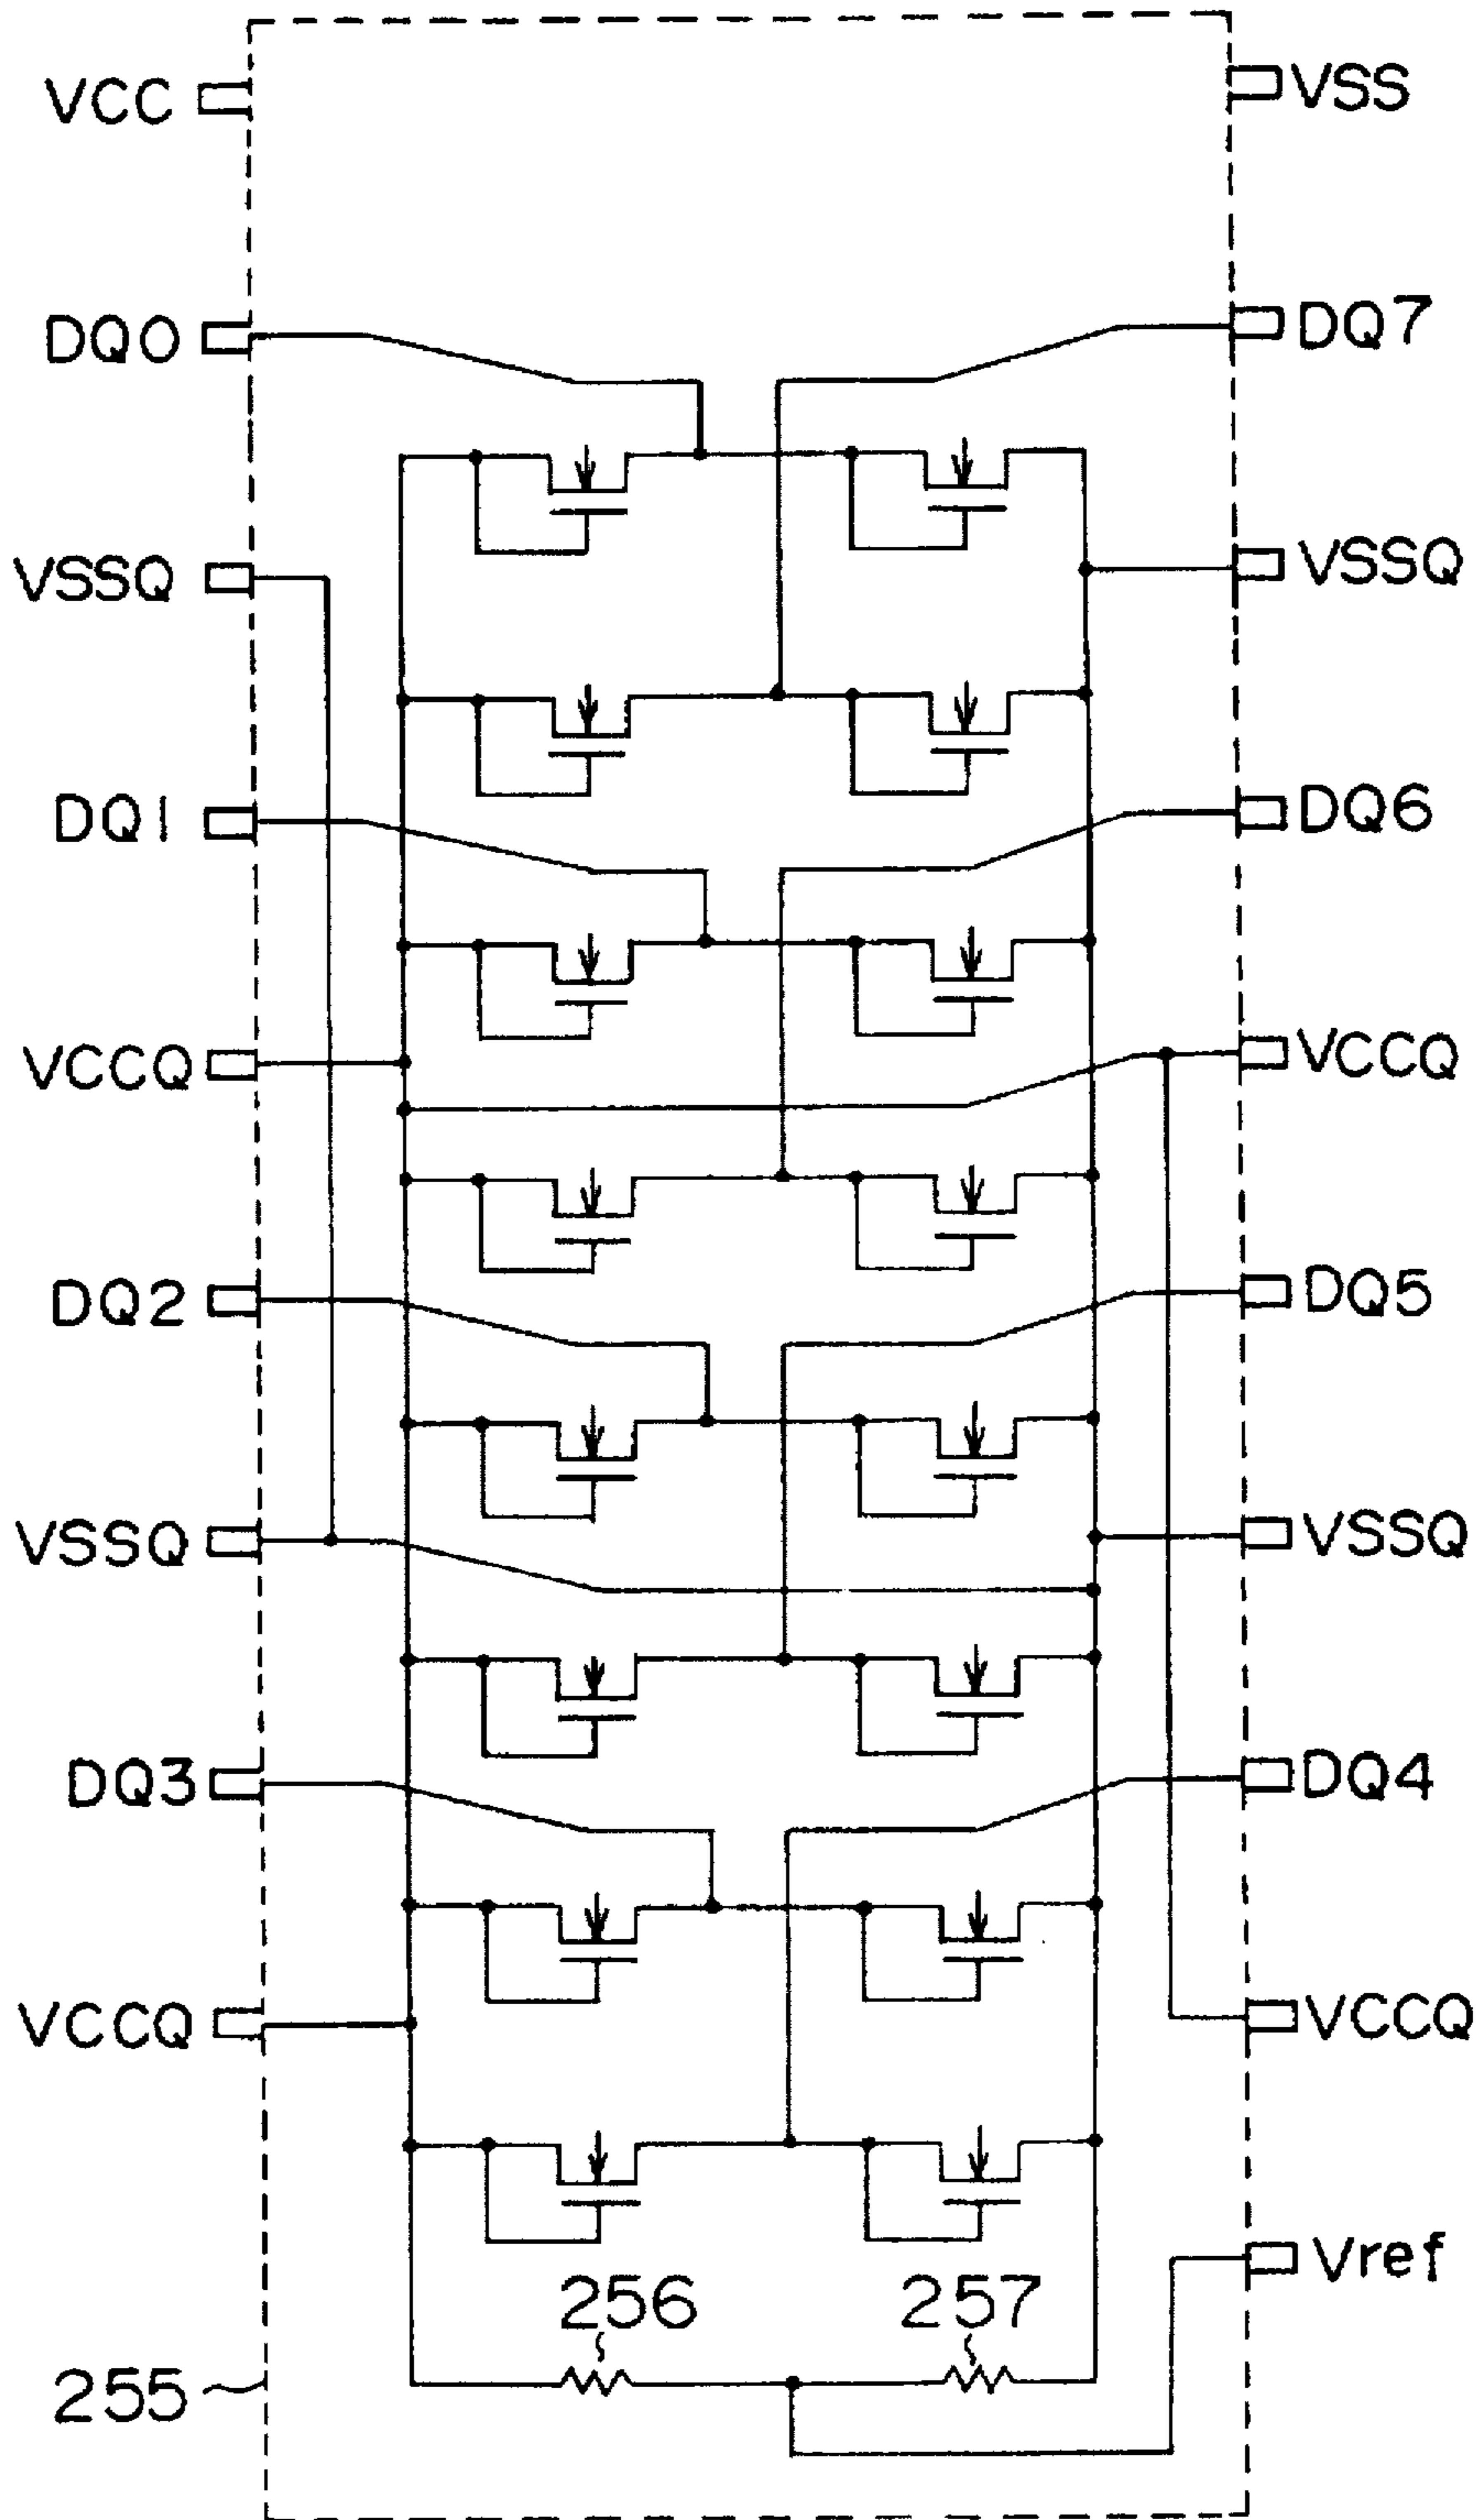 VCC VSS
DQ0 DQ7
VSSQ VSSQ
DQ1 DQ6
VCCQ VCCQ
DQ2 DQ5
VSSQ VSSQ
DQ3 DQ4
VCCQ VCCQ
Vref
256 257
255